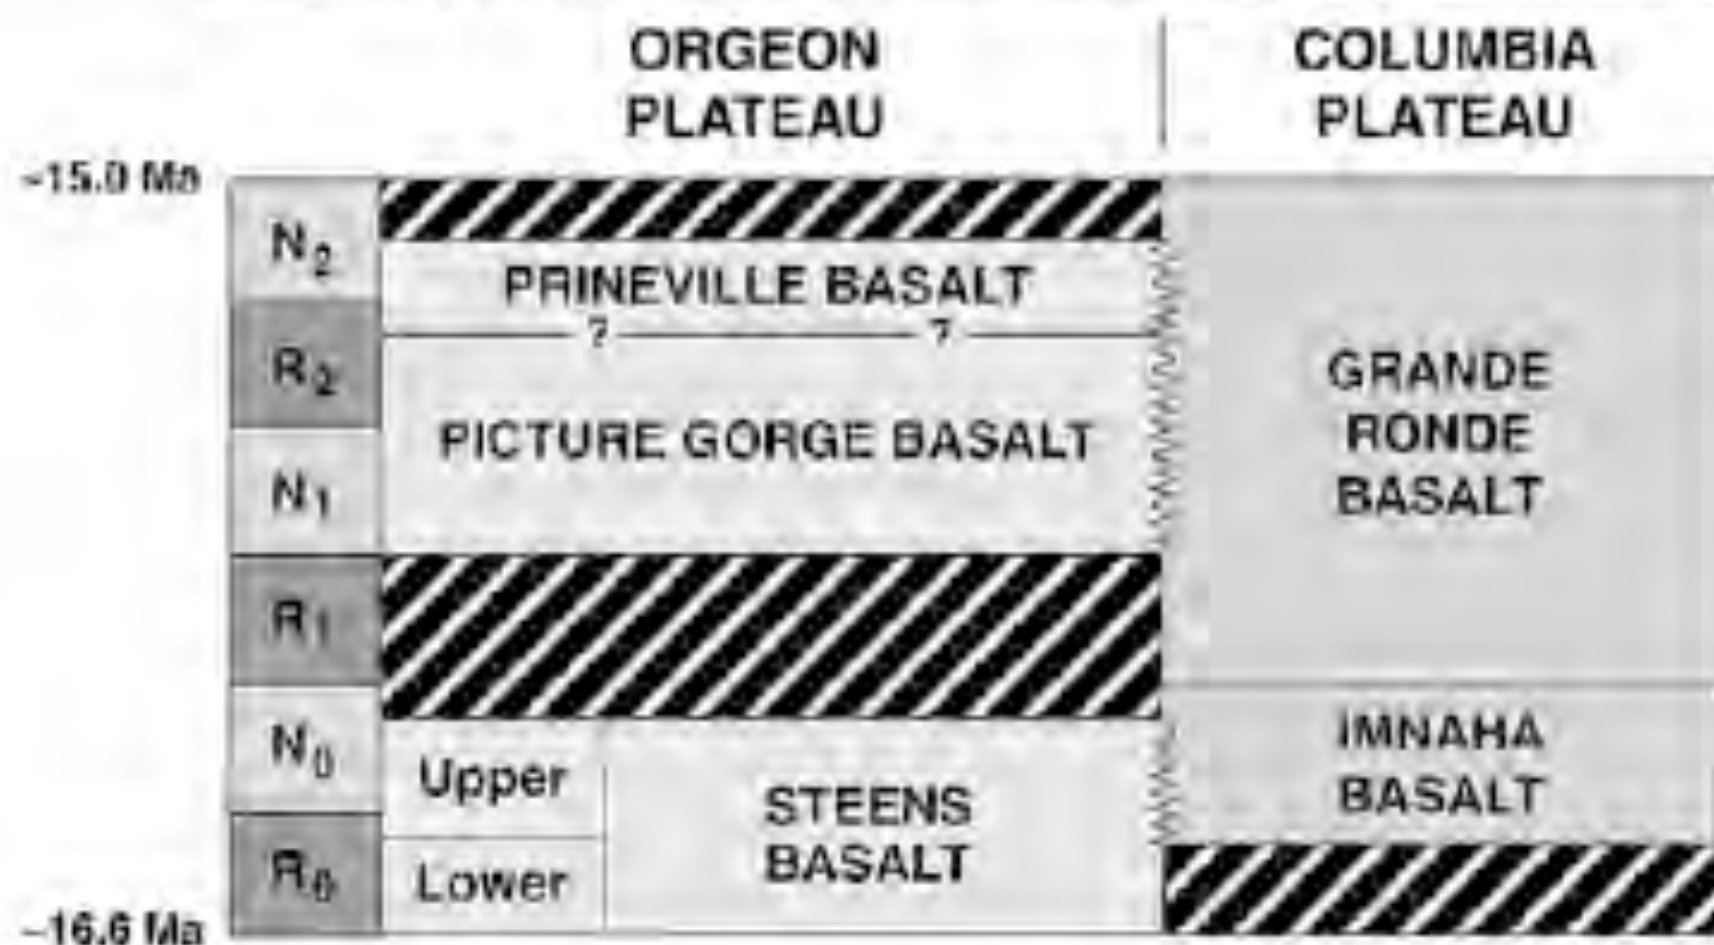 ORGEON
PLATEAU
COLUMBIA
PLATEAU
~15.0 Ma
N2
PRINEVILLE BASALT
? ?
R2
GRANDE
RONDE
BASALT
PICTURE GORGE BASALT
N1
R1
N0
Upper
STEENS
BASALT
IMNAHA
BASALT
R0
Lower
~16.6 Ma